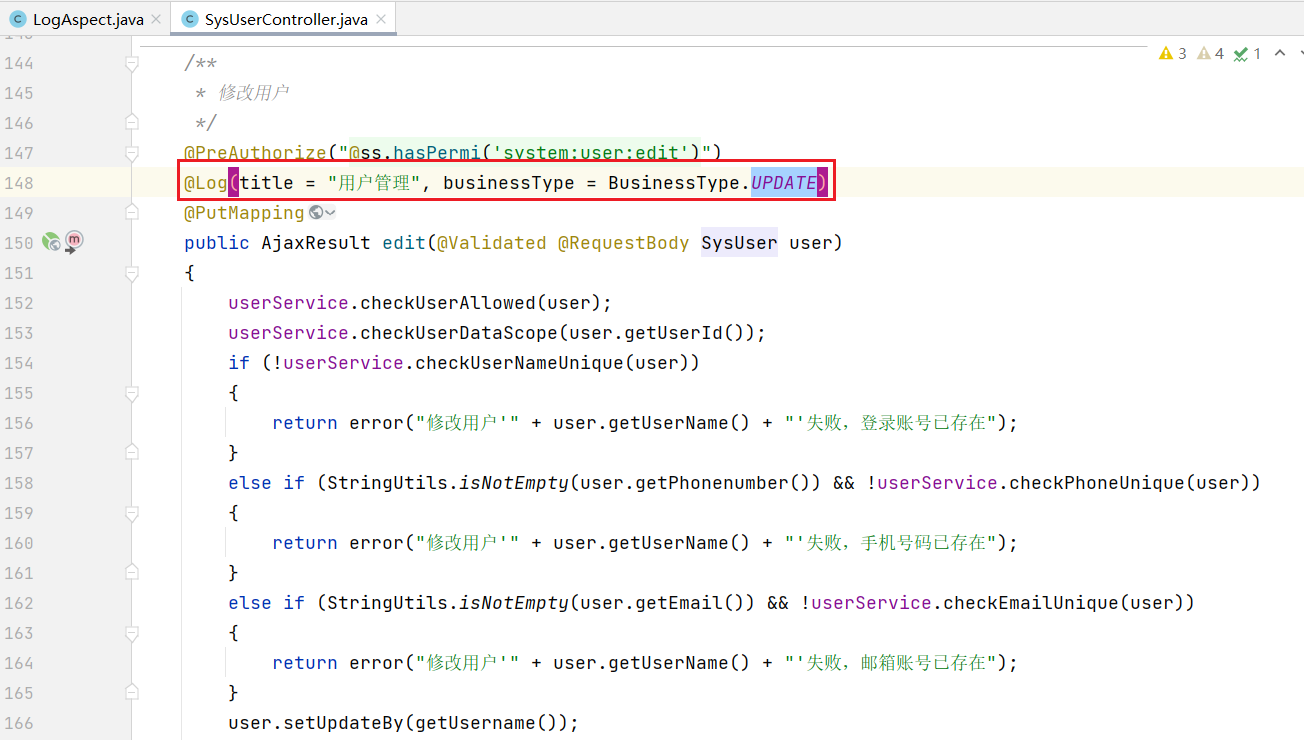 LogAspect.java
SysUserController.java
3 4 1
144 /**
145 * 修改用户
146 */
147 @PreAuthorize("@ss.hasPermi('system:user:edit')")
148 @Log(title = "用户管理", businessType = BusinessType.UPDATE)
149 @PutMapping
150 public AjaxResult edit(@Validated @RequestBody SysUser user)
151 {
152 userService.checkUserAllowed(user);
153 userService.checkUserDataScope(user.getUserId());
154 if (!userService.checkUserNameUnique(user))
155 {
156 return error("修改用户'" + user.getUserName() + "'失败，登录账号已存在");
157 }
158 else if (StringUtils.isNotEmpty(user.getPhonenumber()) && !userService.checkPhoneUnique(user))
159 {
160 return error("修改用户'" + user.getUserName() + "'失败，手机号码已存在");
161 }
162 else if (StringUtils.isNotEmpty(user.getEmail()) && !userService.checkEmailUnique(user))
163 {
164 return error("修改用户'" + user.getUserName() + "'失败，邮箱账号已存在");
165 }
166 user.setUpdateBy(getUsername());